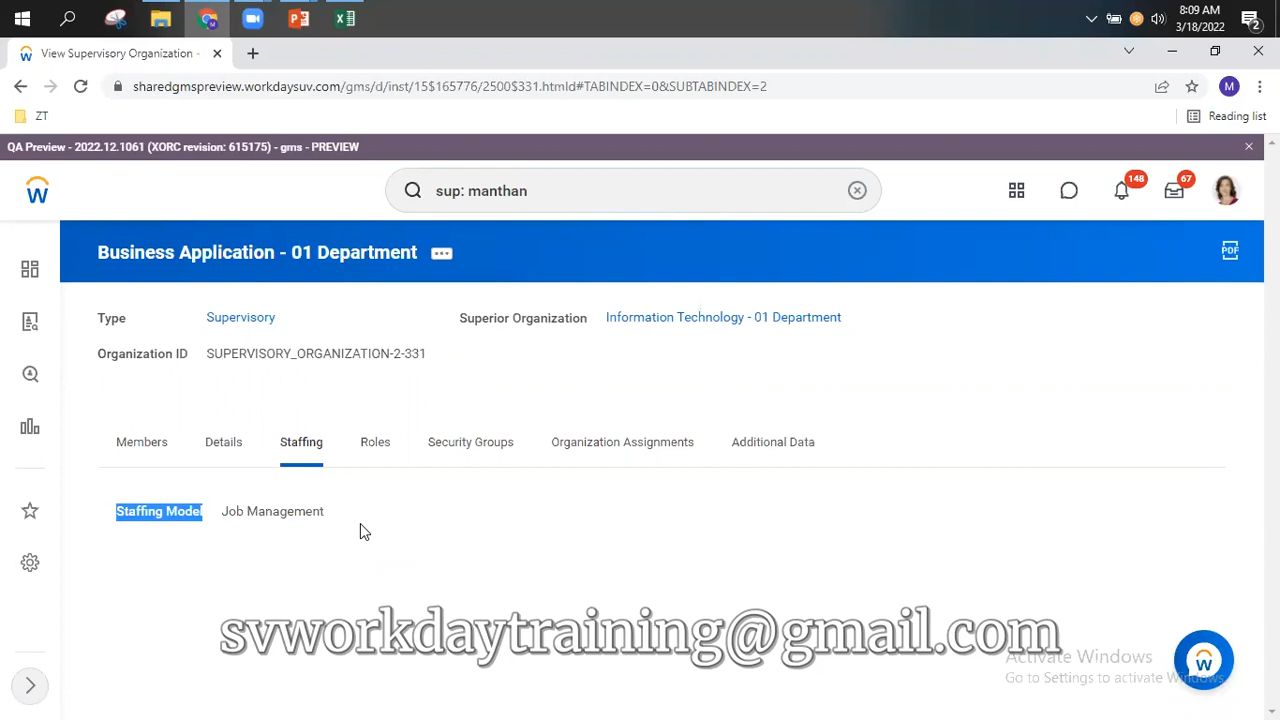 8:09 AM
3/18/2022
2
View Supervisory Organization -
sharedgmspreview.workdaysuv.com/gms/d/inst/15$165776/2500$331.htmld#TABINDEX=0&SUBTABINDEX=2
M
ZT
Reading list
QA Preview - 2022.12.1061 (XORC revision: 615175) - gms - PREVIEW
W
sup: manthan
148
67
Business Application - 01 Department
PDF
Type Supervisory Superior Organization Information Technology - 01 Department
Organization ID SUPERVISORY_ORGANIZATION-2-331
Members Details Staffing Roles Security Groups Organization Assignments Additional Data
Staffing Model Job Management
svworkdaytraining@gmail.com
Activate Windows
Go to Settings to activate Windows.
W